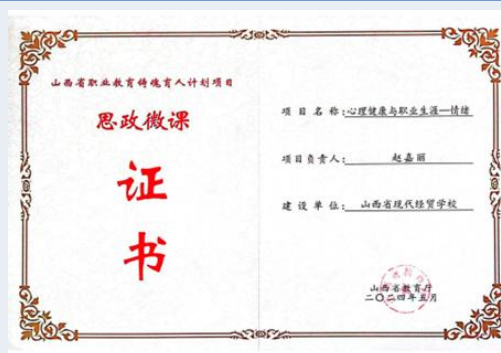 山西省职业教育铸魂育人计划项目
思政微课
证
书
项目名称:心理健康与职业生涯—情绪
项目负责人: 赵嘉丽
建设单位: 山西省现代经贸学校
山西省教育厅
二〇二四年五月